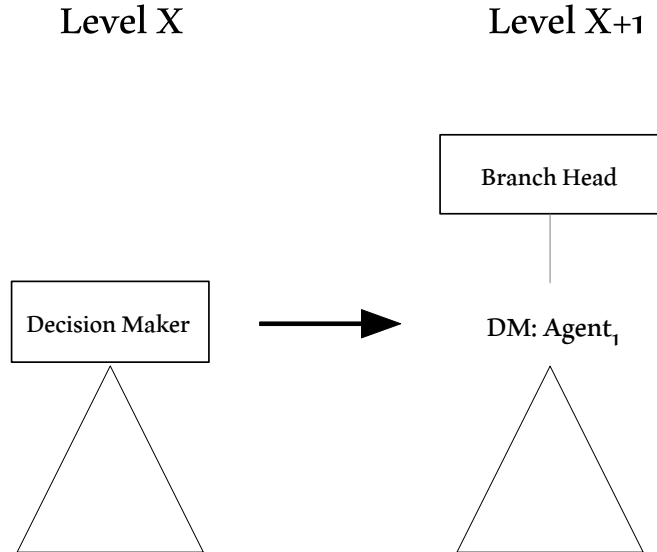 Level X
Level X+1
Branch Head
Decision Maker
DM: Agent₁